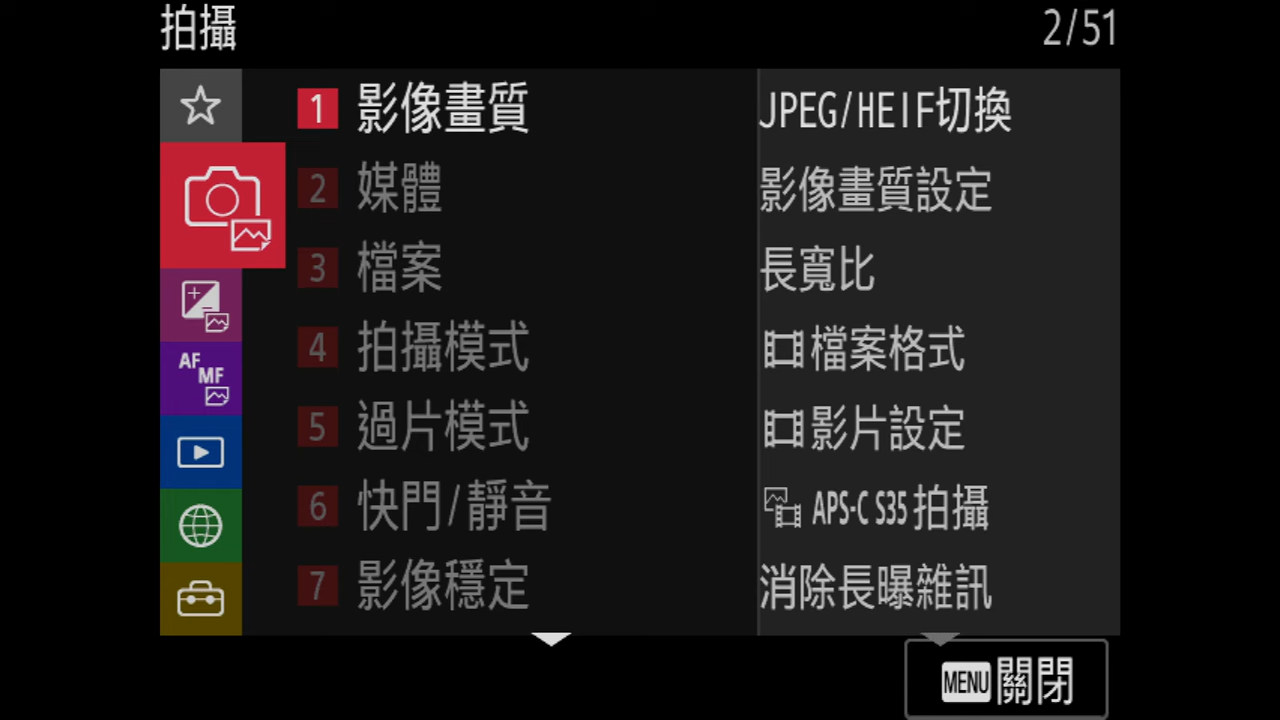 拍攝 2/51
1 影像畫質 JPEG/HEIF切換
2 媒體 影像畫質設定
3 檔案 長寬比
4 拍攝模式 檔案格式
5 過片模式 影片設定
6 快門/靜音 APS-C S35 拍攝
7 影像穩定 消除長曝雜訊
AF
MF
MENU 關閉